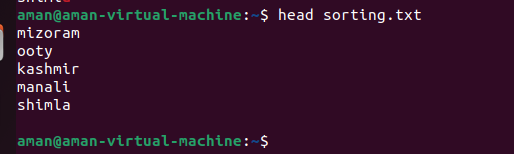 aman@aman-virtual-machine:~$ head sorting.txt
mizoram
ooty
kashmir
manali
shimla
aman@aman-virtual-machine:~$